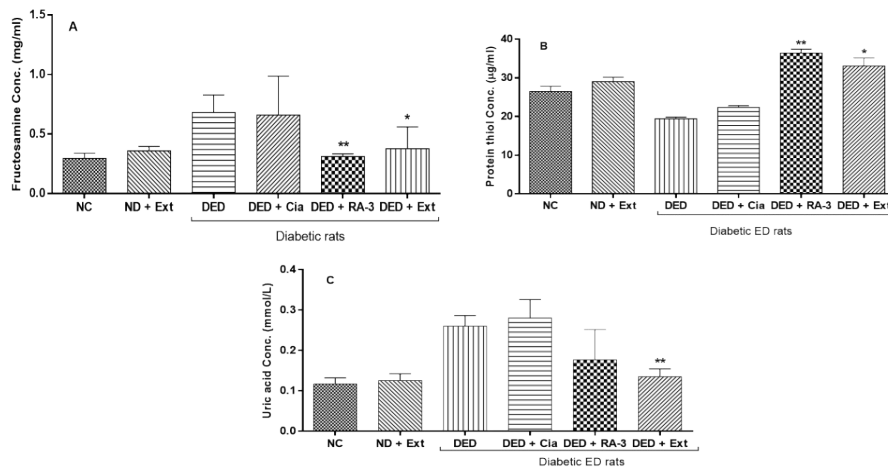 A
Fructosamine Conc. (mg/ml)
1.5
1.0
0.5
0.0
**
*
NC
ND + Ext
DED
DED + Cia
DED + RA-3
DED + Ext
Diabetic rats
B
Protein thiol Conc. (µg/ml)
40
30
20
10
0
**
*
NC
ND + Ext
DED
DED + Cia
DED + RA-3
DED + Ext
Diabetic ED rats
C
Uric acid Conc. (mmol/L)
0.4
0.3
0.2
0.1
0.0
**
NC
ND + Ext
DED
DED + Cia
DED + RA-3
DED + Ext
Diabetic ED rats